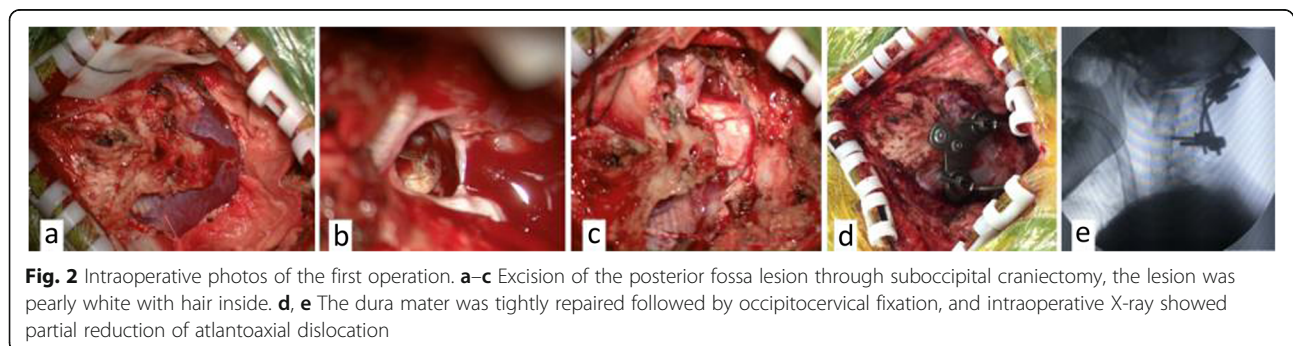 a
b
c
d
e
Fig. 2 Intraoperative photos of the first operation. a–c Excision of the posterior fossa lesion through suboccipital craniectomy, the lesion was
pearly white with hair inside. d, e The dura mater was tightly repaired followed by occipitocervical fixation, and intraoperative X-ray showed
partial reduction of atlantoaxial dislocation